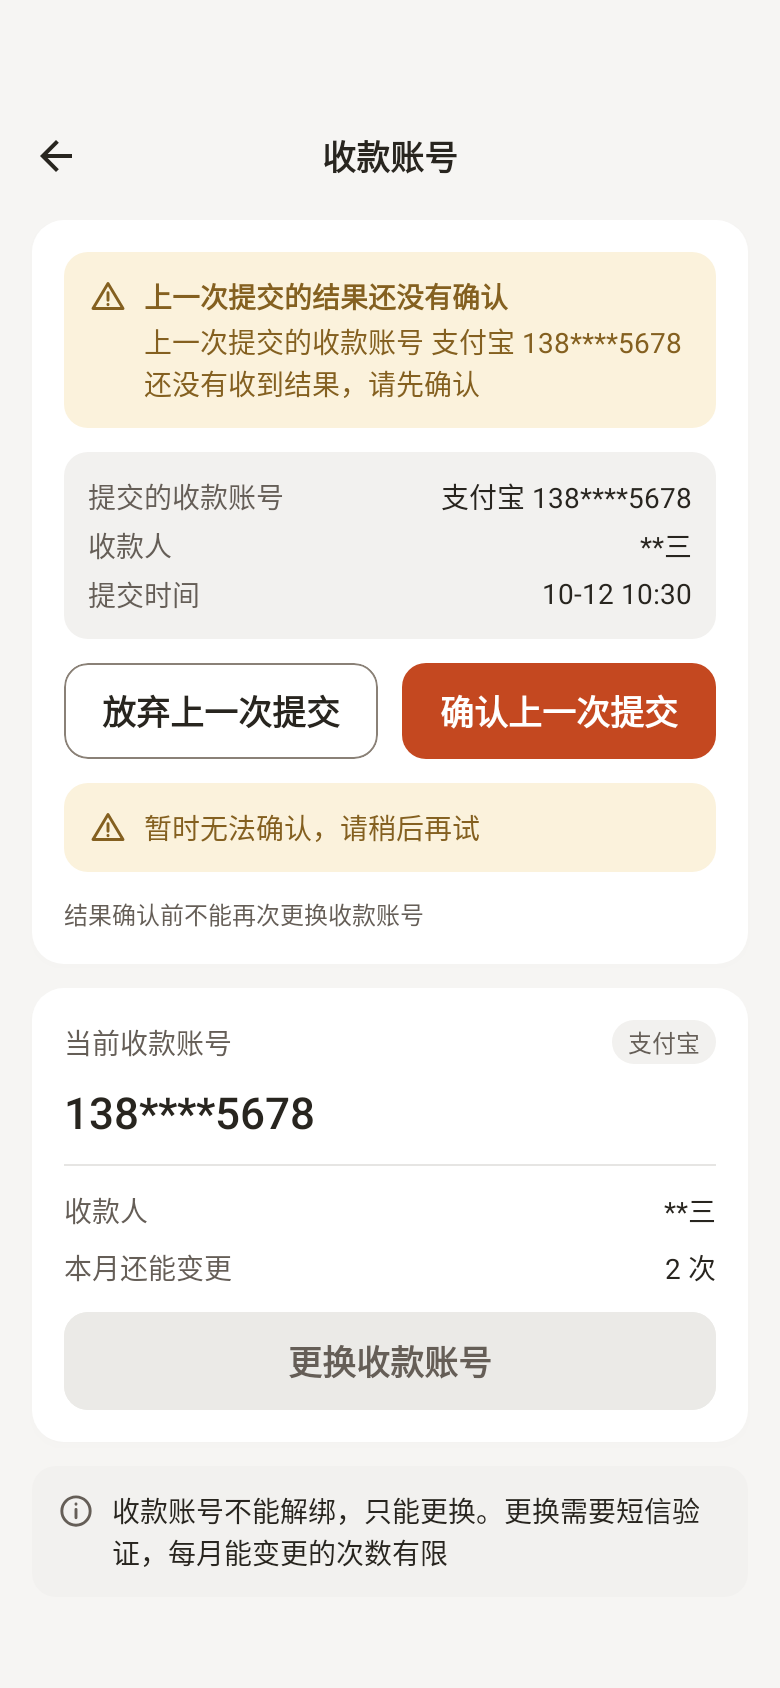 收款账号
上一次提交的结果还没有确认
上一次提交的收款账号 支付宝 138****5678
还没有收到结果，请先确认
提交的收款账号 支付宝 138****5678
收款人 **三
提交时间 10-12 10:30
放弃上一次提交 确认上一次提交
暂时无法确认，请稍后再试
结果确认前不能再次更换收款账号
当前收款账号 支付宝
138****5678
收款人 **三
本月还能变更 2 次
更换收款账号
收款账号不能解绑，只能更换。更换需要短信验
证，每月能变更的次数有限